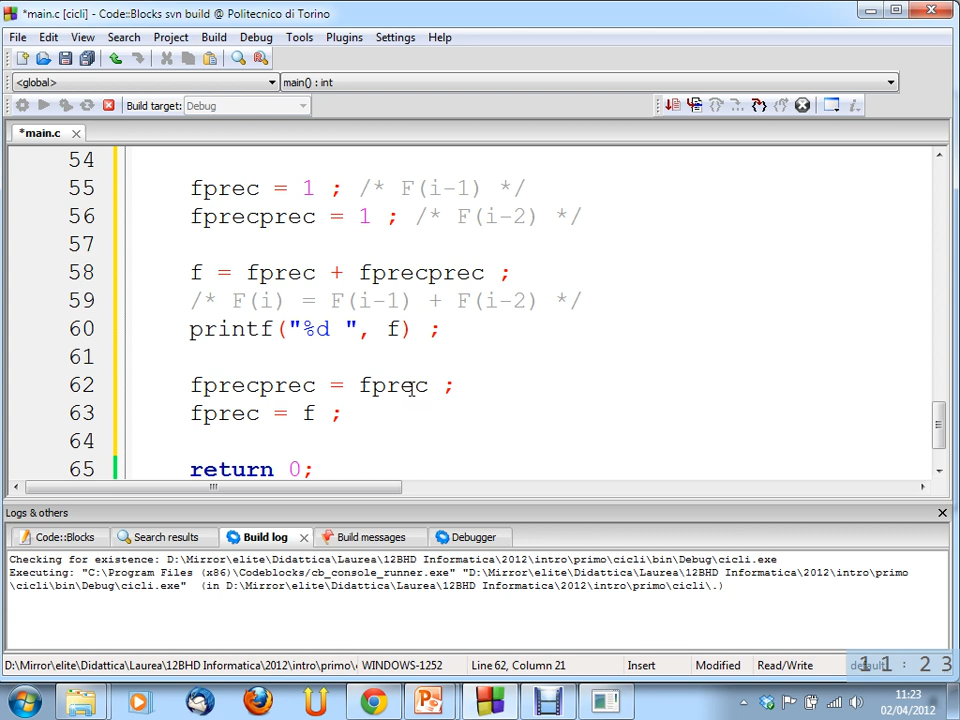 *main.c [cicli] - Code::Blocks svn build @ Politecnico di Torino
File Edit View Search Project Build Debug Tools Plugins Settings Help
<global> main() : int
Build target: Debug
*main.c
54
55 fprec = 1 ; /* F(i-1) */
56 fprecprec = 1 ; /* F(i-2) */
57
58 f = fprec + fprecprec ;
59 /* F(i) = F(i-1) + F(i-2) */
60 printf("%d ", f) ;
61
62 fprecprec = fprec ;
63 fprec = f ;
64
65 return 0;
Logs & others
Code::Blocks Search results Build log Build messages Debugger
Checking for existence: D:\Mirror\elite\Didattica\Laurea\12BHD Informatica\2012\intro\primo\cicli\bin\Debug\cicli.exe
Executing: "C:\Program Files (x86)\Codeblocks/cb_console_runner.exe" "D:\Mirror\elite\Didattica\Laurea\12BHD Informatica\2012\intro\primo
\cicli\bin\Debug\cicli.exe" (in D:\Mirror\elite\Didattica\Laurea\12BHD Informatica\2012\intro\primo\cicli\.)
D:\Mirror\elite\Didattica\Laurea\12BHD Informatica\2012\intro\primo\ WINDOWS-1252 Line 62, Column 21 Insert Modified Read/Write default
11:23
11:23
02/04/2012